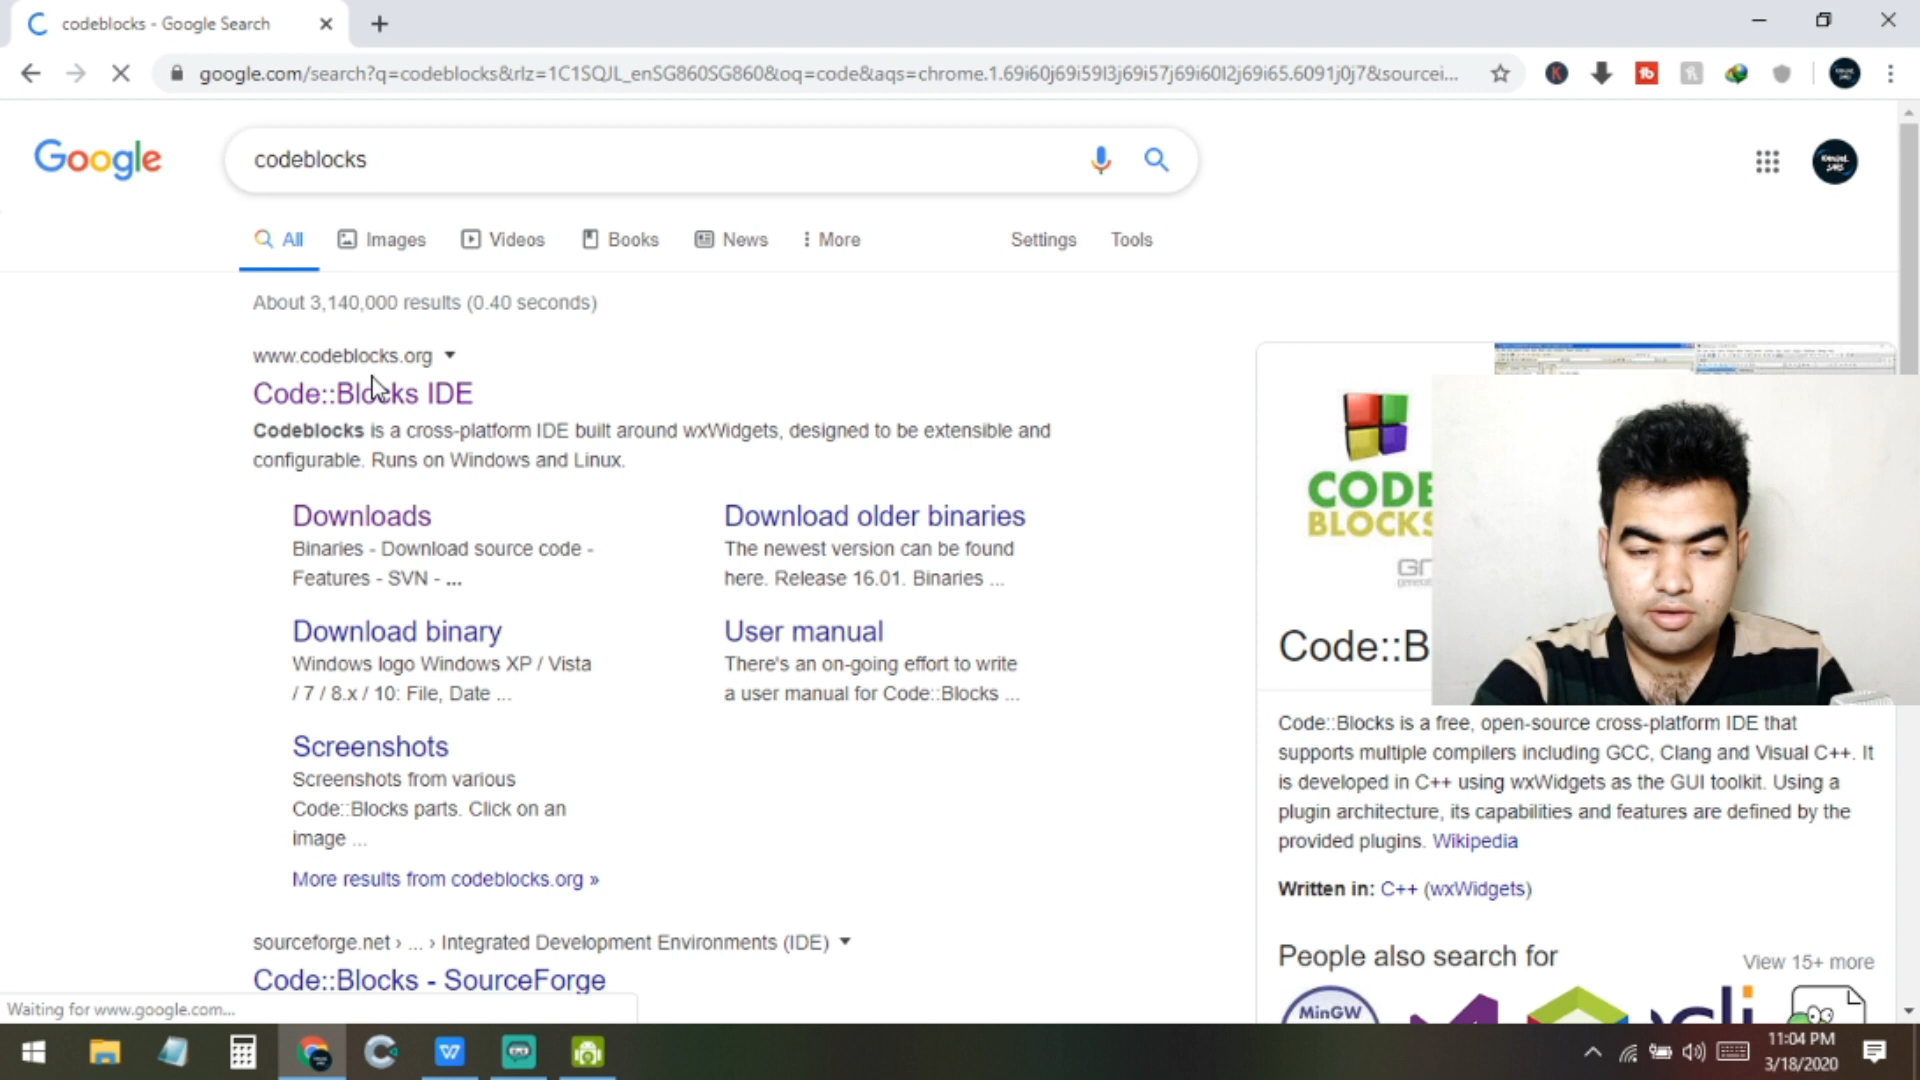 codeblocks - Google Search
google.com/search?q=codeblocks&rlz=1C1SQJL_enSG860SG860&oq=code&aqs=chrome.1.69i60j69i59l3j69i57j69i60l2j69i65.6091j0j7&sourcei...
Google
codeblocks
All
Images
Videos
Books
News
More
Settings
Tools
About 3,140,000 results (0.40 seconds)
www.codeblocks.org
Code::Blocks IDE
Codeblocks is a cross-platform IDE built around wxWidgets, designed to be extensible and
configurable. Runs on Windows and Linux.
Downloads
Binaries - Download source code -
Features - SVN - ...
Download older binaries
The newest version can be found
here. Release 16.01. Binaries ...
Download binary
Windows logo Windows XP / Vista
/ 7 / 8.x / 10: File, Date ...
User manual
There's an on-going effort to write
a user manual for Code::Blocks ...
Screenshots
Screenshots from various
Code::Blocks parts. Click on an
image ...
More results from codeblocks.org »
sourceforge.net › ... › Integrated Development Environments (IDE)
Code::Blocks - SourceForge
CODE
BLOCKS
Code::B
Code::Blocks is a free, open-source cross-platform IDE that
supports multiple compilers including GCC, Clang and Visual C++. It
is developed in C++ using wxWidgets as the GUI toolkit. Using a
plugin architecture, its capabilities and features are defined by the
provided plugins. Wikipedia
Written in: C++ (wxWidgets)
People also search for
View 15+ more
MinGW
Waiting for www.google.com...
11:04 PM
3/18/2020